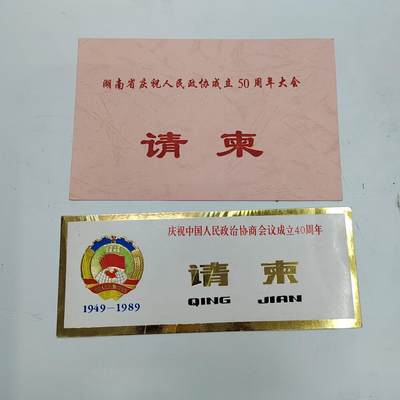 湖南省庆祝人民政协成立50周年大会
请柬
庆祝中国人民政治协商会议成立40周年
请柬
QING JIAN
1949-1989